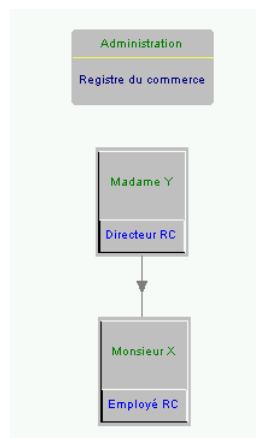 Administration
Registre du commerce
Madame Y
Directeur RC
Monsieur X
Employé RC